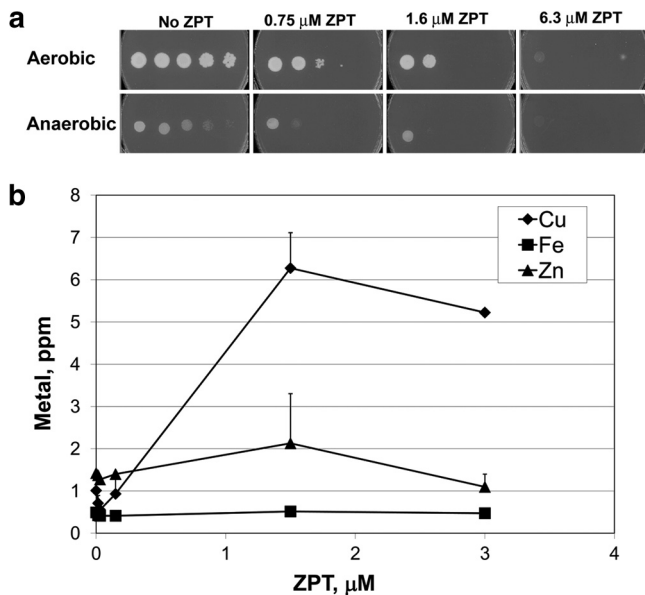 a
No ZPT 0.75 μM ZPT 1.6 μM ZPT 6.3 μM ZPT
Aerobic
Anaerobic
b
8
7
6
5
4
3
2
1
0
Metal, ppm
Cu
Fe
Zn
0 1 2 3 4
ZPT, μM